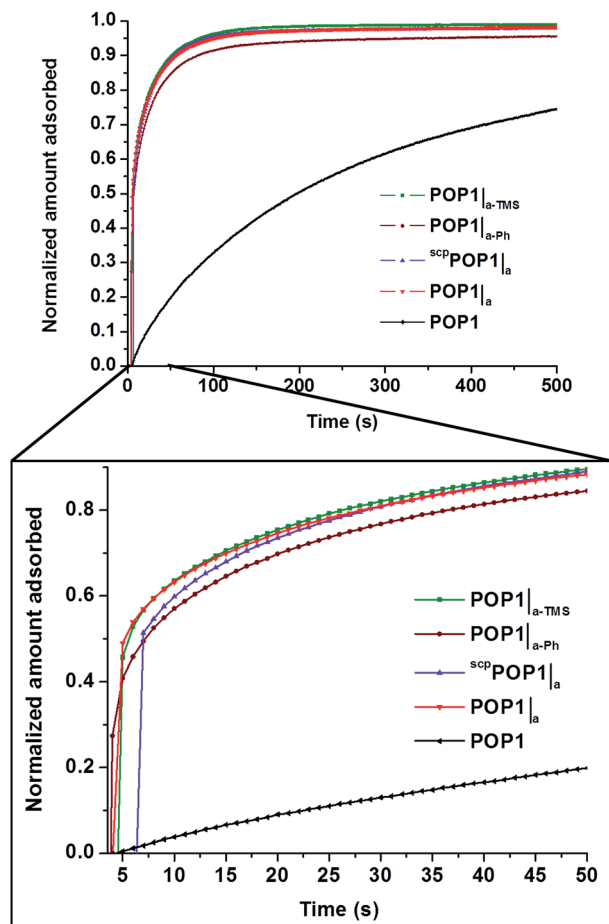 Normalized amount adsorbed
1.0
0.9
0.8
0.7
0.6
0.5
0.4
0.3
0.2
0.1
0.0
POP1|a-TMS
POP1|a-Ph
scpPOP1|a
POP1|a
POP1
0 100 200 300 400 500
Time (s)
Normalized amount adsorbed
0.8
0.6
0.4
0.2
0.0
POP1|a-TMS
POP1|a-Ph
scpPOP1|a
POP1|a
POP1
5 10 15 20 25 30 35 40 45 50
Time (s)